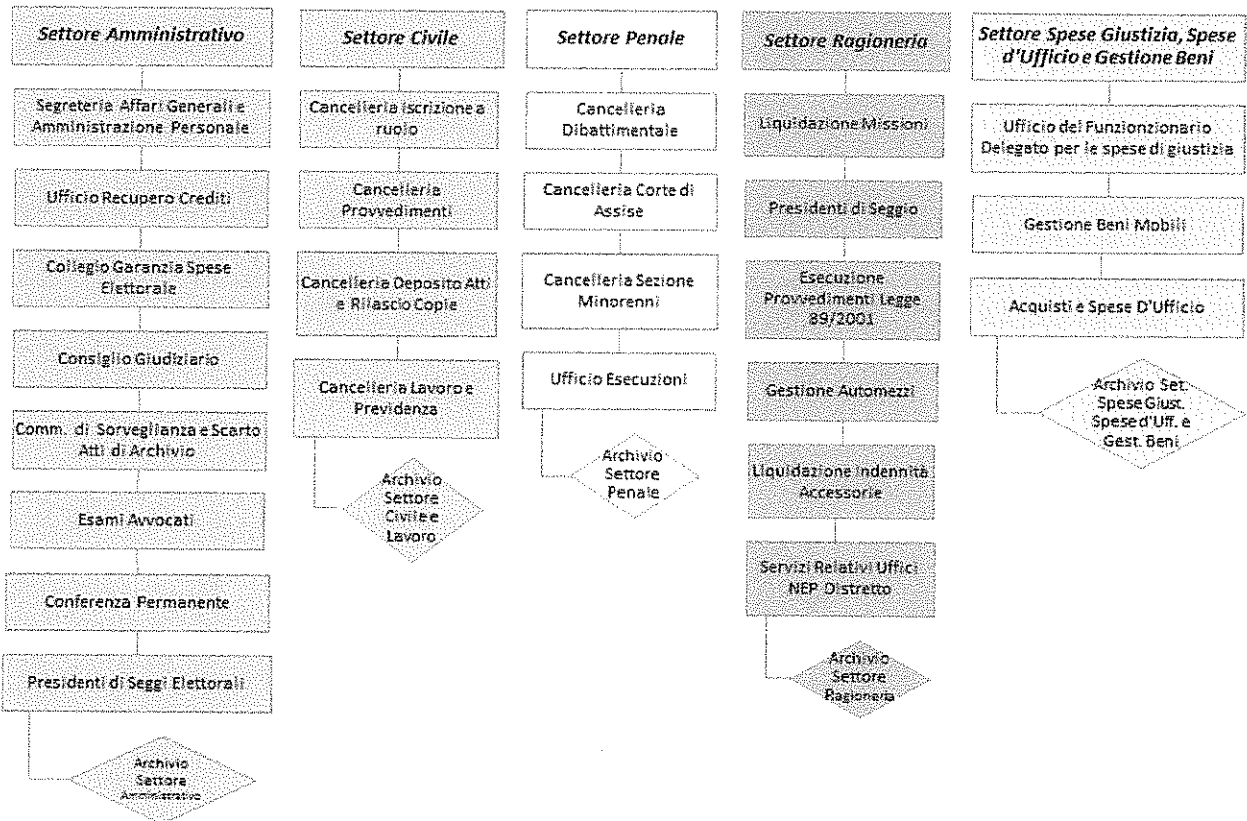 Settore Amministrativo
Segreteria Affari Generali e
Amministrazione Personale
Ufficio Recupero Crediti
Collegio Garanzia Spese
Elettorale
Consiglio Giudiziario
Comm. di Sorveglianza e Scarto
Atti di Archivio
Esami Avvocati
Conferenza Permanente
Presidenti di Seggi Elettorali
Archivio
Settore
Amministrativo
Settore Civile
Cancelleria iscrizione a
ruolo
Cancelleria
Provvedimenti
Cancelleria Deposito Atti
e Rilascio Copie
Cancelleria Lavoro e
Previdenza
Archivio
Settore
Civile e
Lavoro
Settore Penale
Cancelleria
Dibattimentale
Cancelleria Corte di
Assise
Cancelleria Sezione
Minorenni
Ufficio Esecuzioni
Archivio
Settore
Penale
Settore Ragioneria
Liquidazione Missioni
Presidenti di Seggio
Esecuzione
Provvedimenti Legge
89/2001
Gestione Automezzi
Liquidazione Indennità
Accessorie
Servizi Relativi Uffici
NEP Distretto
Archivio
Settore
Ragioneria
Settore Spese Giustizia, Spese
d'Ufficio e Gestione Beni
Ufficio del Funzionzionario
Delegato per le spese di giustizia
Gestione Beni Mobili
Acquisti e Spese D'Ufficio
Archivio Set.
Spese Giust.
Spese d'Uff. e
Gest. Beni